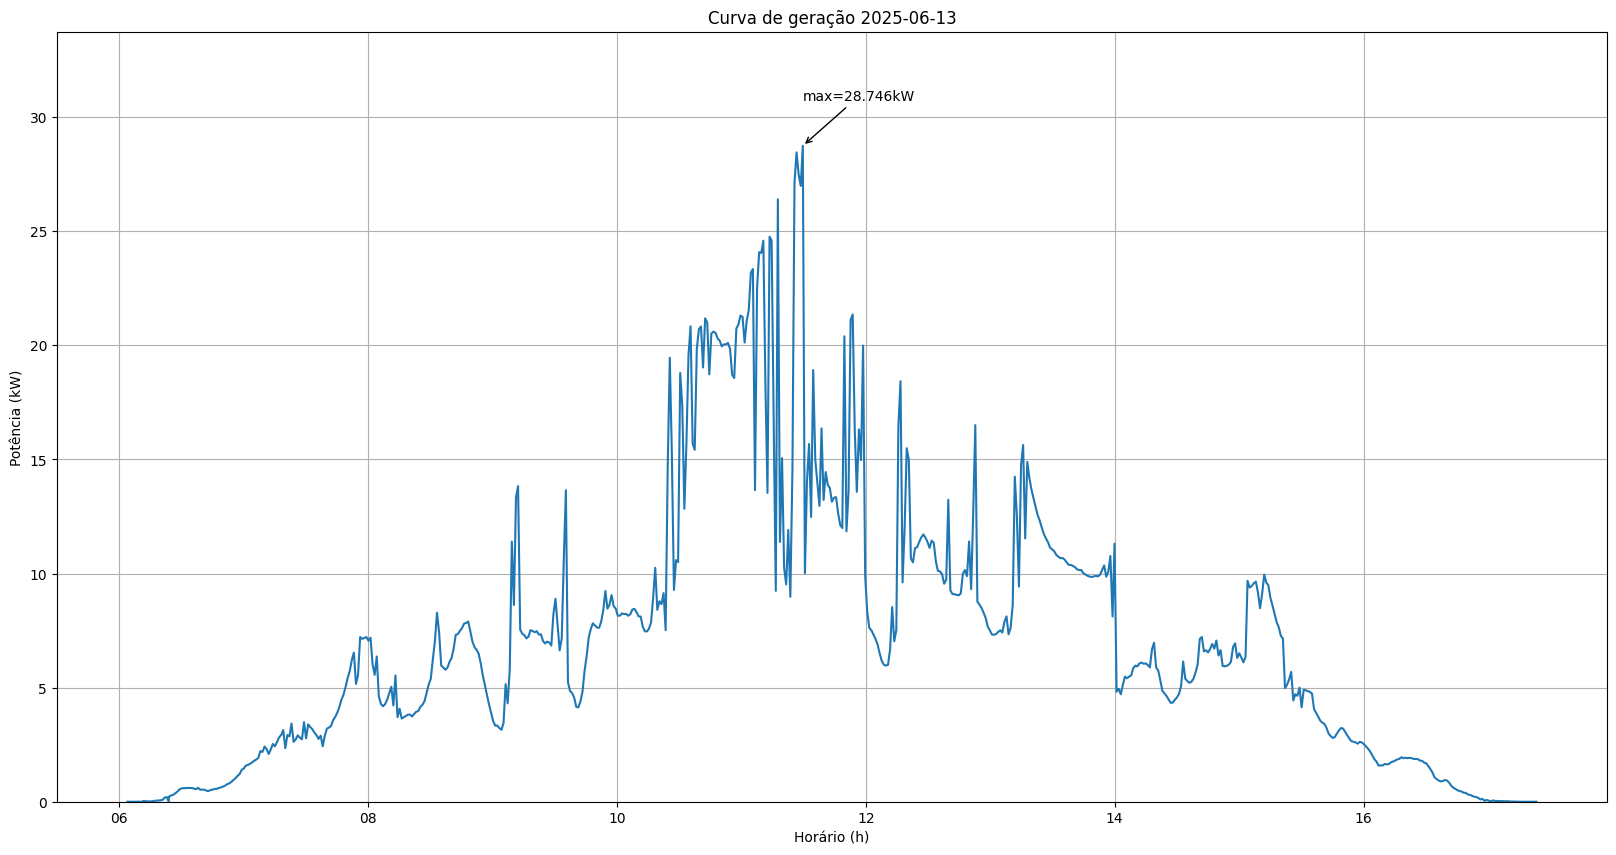 Curva de geração 2025-06-13
max=28.746kW
30
25
20
15
10
5
0
Potência (kW)
06 08 10 12 14 16
Horário (h)